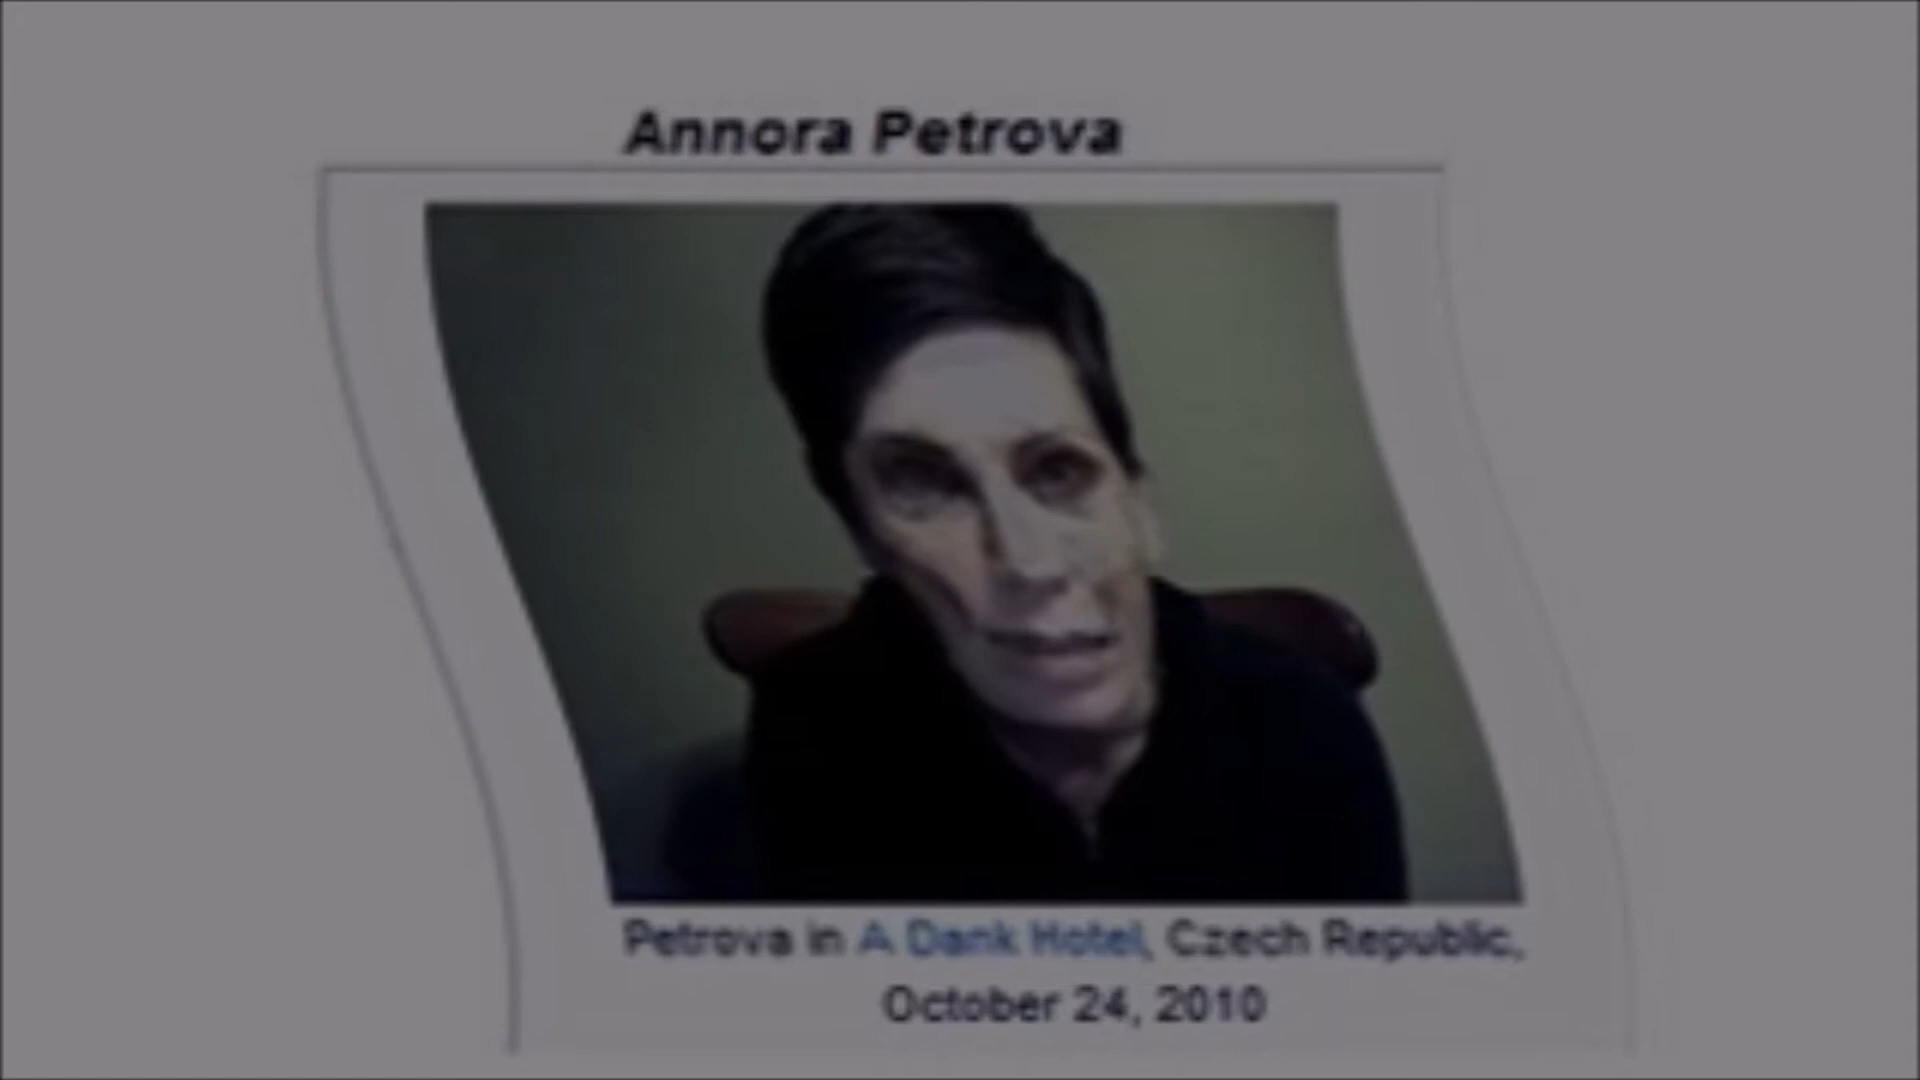 Annora Petrova
Petrova in A Dank Hotel, Czech Republic,
October 24, 2010